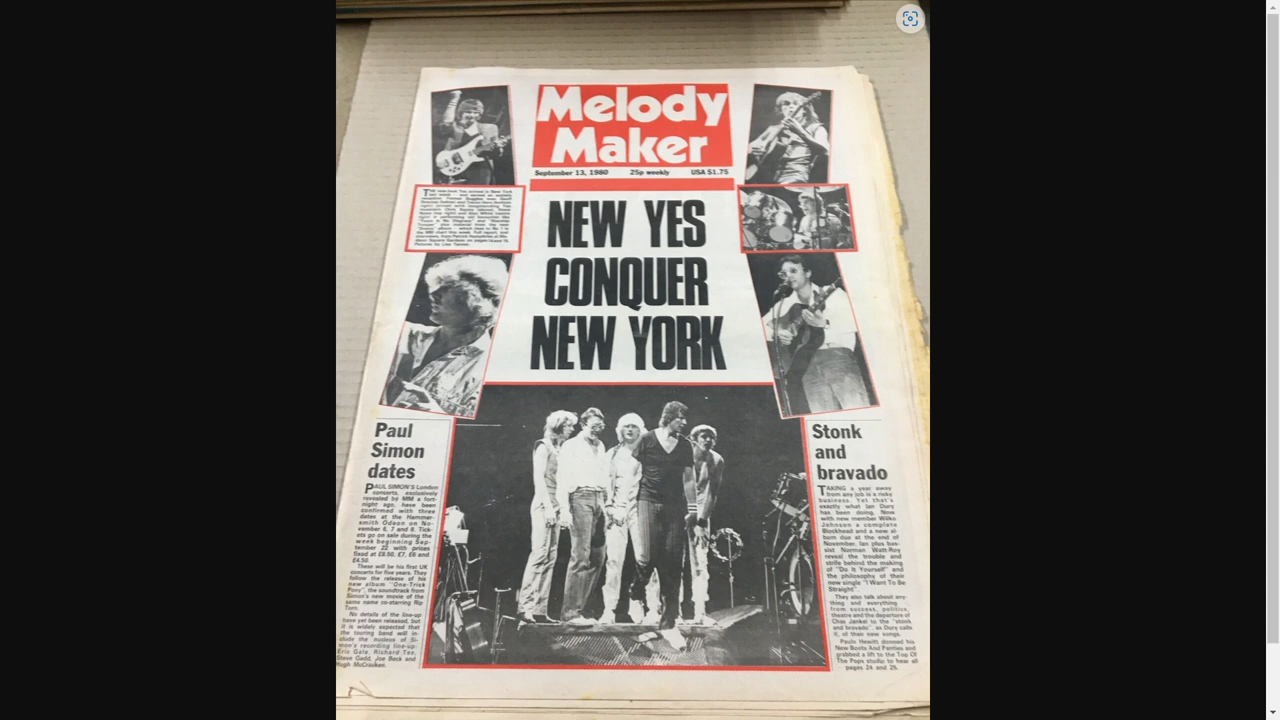 Melody
Maker
September 13, 1980 25p weekly USA $1.75
NEW YES
CONQUER
NEW YORK
Paul
Simon
dates
PAUL SIMON'S London
concerts, exclusively
revealed by MM a fort-
night ago, have been
confirmed with three
dates at the Hammer-
smith Odeon on No-
vember 6, 7 and 8. Tick-
ets go on sale during the
week beginning Sep-
tember 22 with prices
fixed at £8.50, £7, £6 and
£4.50.
These will be his first UK
concerts for five years. They
follow the release of his
new album "One-Trick
Pony", the soundtrack from
Simon's new movie of the
same name co-starring Rip
Torn.
No details of the line-up
have yet been released, but
it is widely expected that
the touring band will in-
clude the nucleus of Si-
mon's recording line-up:
Eric Gale, Richard Tee,
Steve Gadd, Joe Beck and
Hugh McCracken.
Stonk
and
bravado
TAKING a year away
from any job is a risky
business. Yet that's
exactly what Ian Dury
has been doing. Now
with new member Wilko
Johnson a complete
Blockhead and a new al-
bum due at the end of
November, Ian plus bas-
sist Norman Watt-Roy
reveal the trouble and
strife behind the making
of "Do It Yourself" and
the philosophy of their
new single "I Want To Be
Straight".
They also talk about any-
thing and everything
from success, politics,
theatre and the departure of
Chas Jankel to the "stonk
and bravado", as Dury calls
it, of their new songs.
Paolo Hewitt donned his
New Boots And Panties and
grabbed a lift to the Top Of
The Pops studio to hear all
pages 24 and 25.